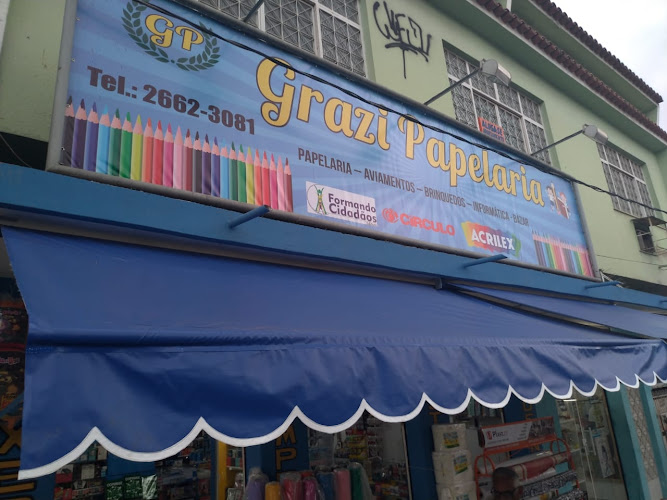 GP
Tel.: 2662-3081
Grazi Papelaria
PAPELARIA – AVIAMENTOS – BRINQUEDOS – INFORMÁTICA - BAZAR
Formando
Cidadãos
CIRCULO
ACRILEX